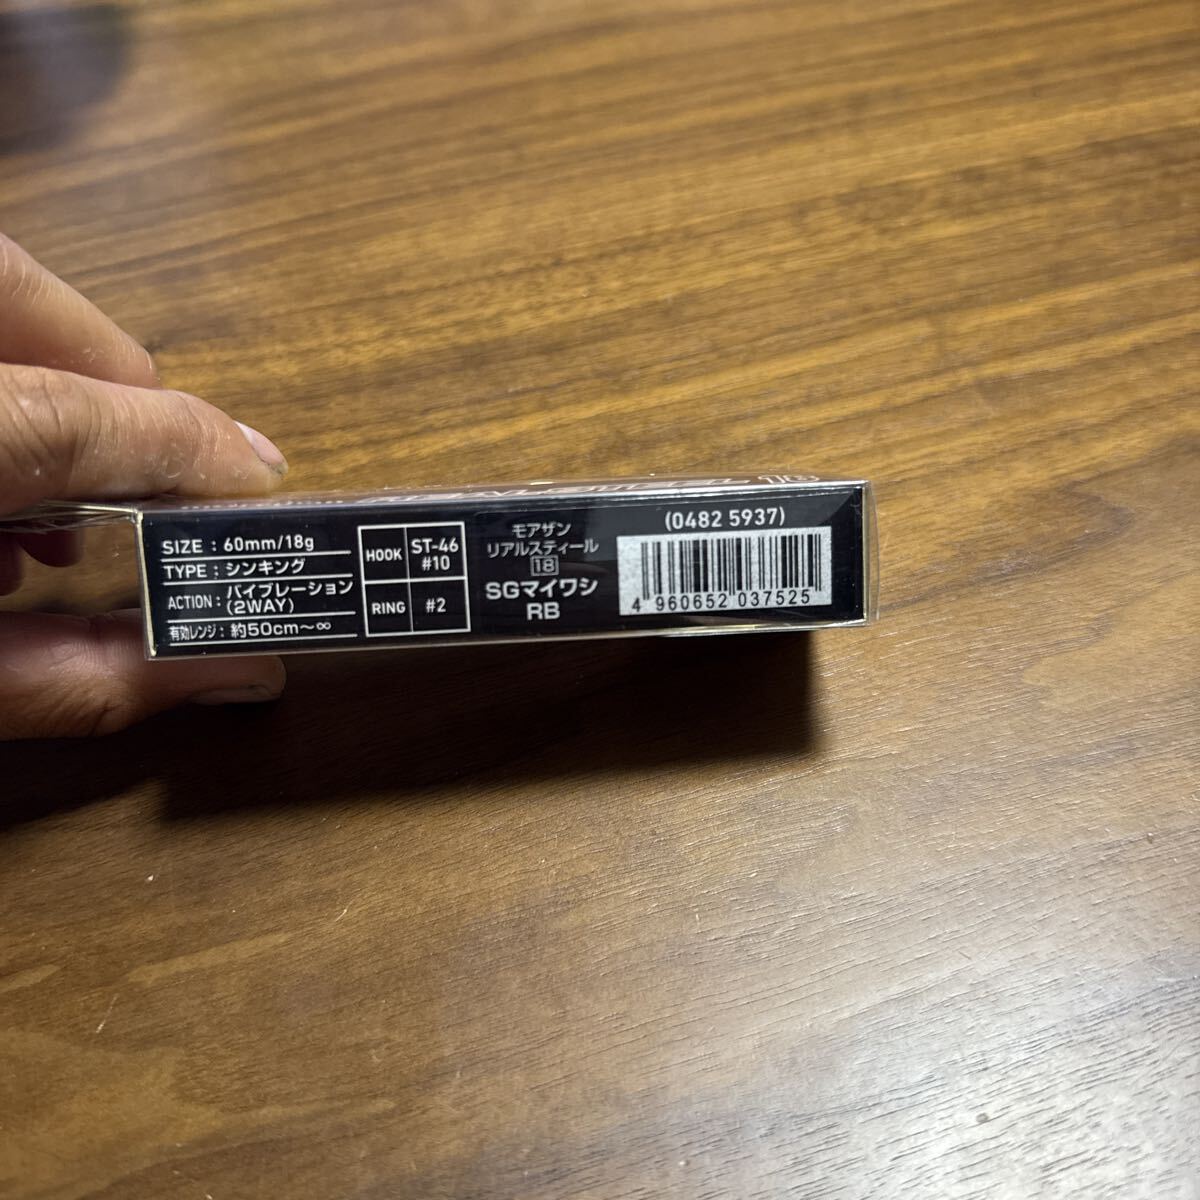 SIZE : 60mm/18g
TYPE : シンキング
ACTION : バイブレーション
(2WAY)
有効レンジ : 約50cm〜∞
HOOK ST-46
#10
RING #2
モアザン
リアルスティール
18
SGマイワシ
RB
(0482 5937)
4 960652 037525